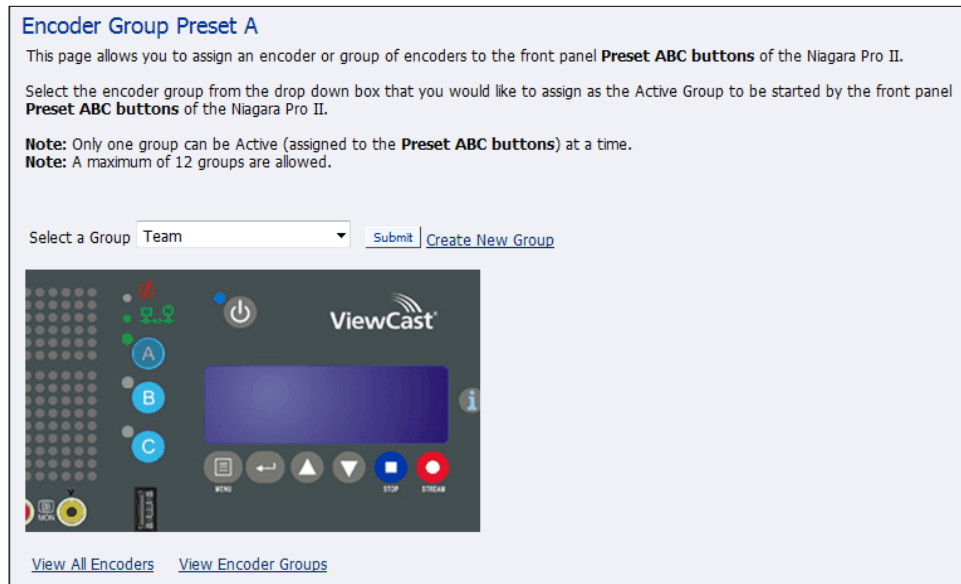 Encoder Group Preset A
This page allows you to assign an encoder or group of encoders to the front panel Preset ABC buttons of the Niagara Pro II.
Select the encoder group from the drop down box that you would like to assign as the Active Group to be started by the front panel
Preset ABC buttons of the Niagara Pro II.
Note: Only one group can be Active (assigned to the Preset ABC buttons) at a time.
Note: A maximum of 12 groups are allowed.
Select a Group Team Submit Create New Group
ViewCast
A
B
C
i
MENU STOP STREAM
V
MON
View All Encoders View Encoder Groups